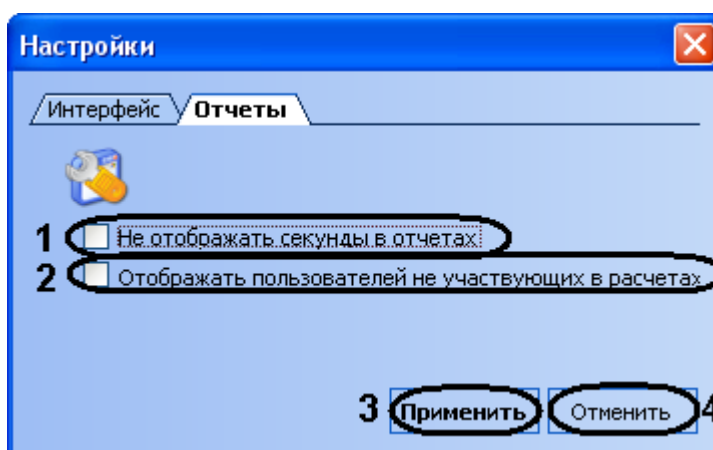 Настройки
Интерфейс Отчеты
1 Не отображать секунды в отчетах
2 Отображать пользователей не участвующих в расчетах
3 Применить Отменить 4